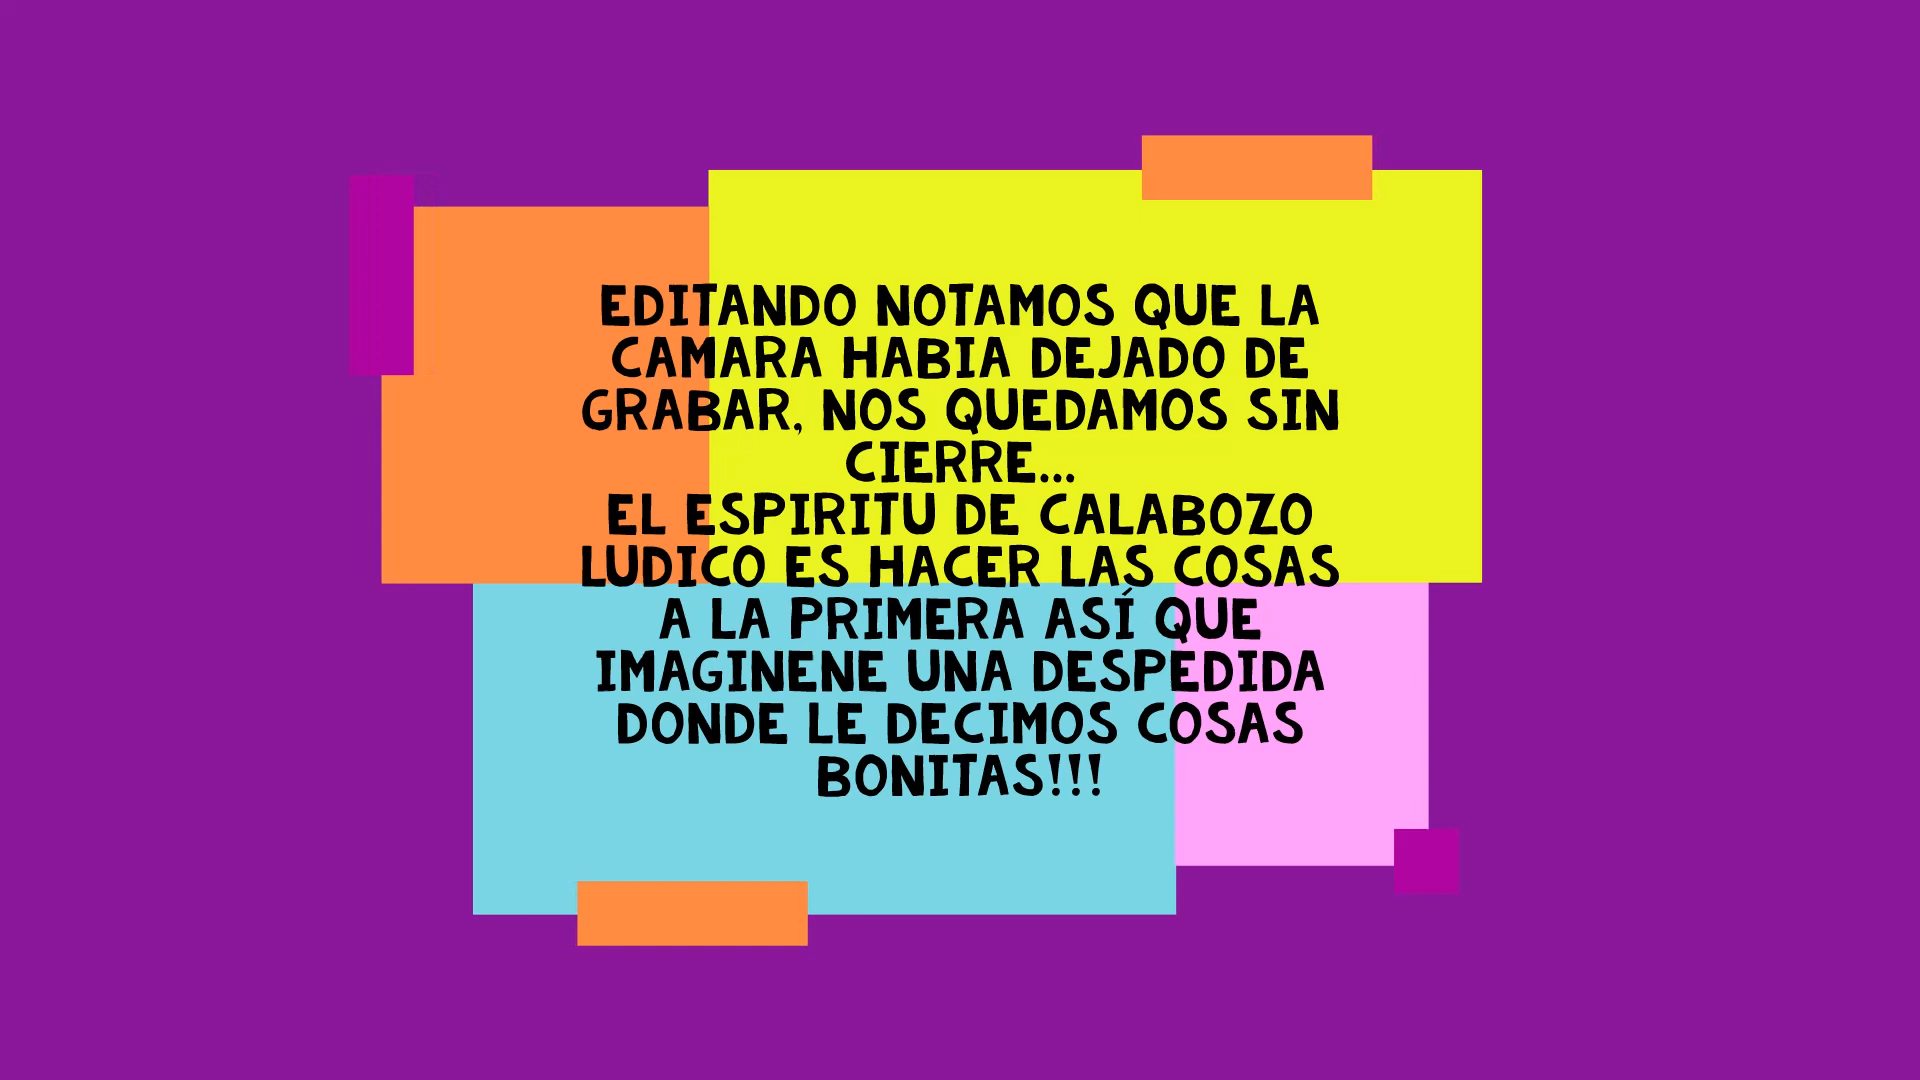 EDITANDO NOTAMOS QUE LA
CAMARA HABIA DEJADO DE
GRABAR, NOS QUEDAMOS SIN
CIERRE...
EL ESPIRITU DE CALABOZO
LUDICO ES HACER LAS COSAS
A LA PRIMERA ASÍ QUE
IMAGINENE UNA DESPEDIDA
DONDE LE DECIMOS COSAS
BONITAS!!!